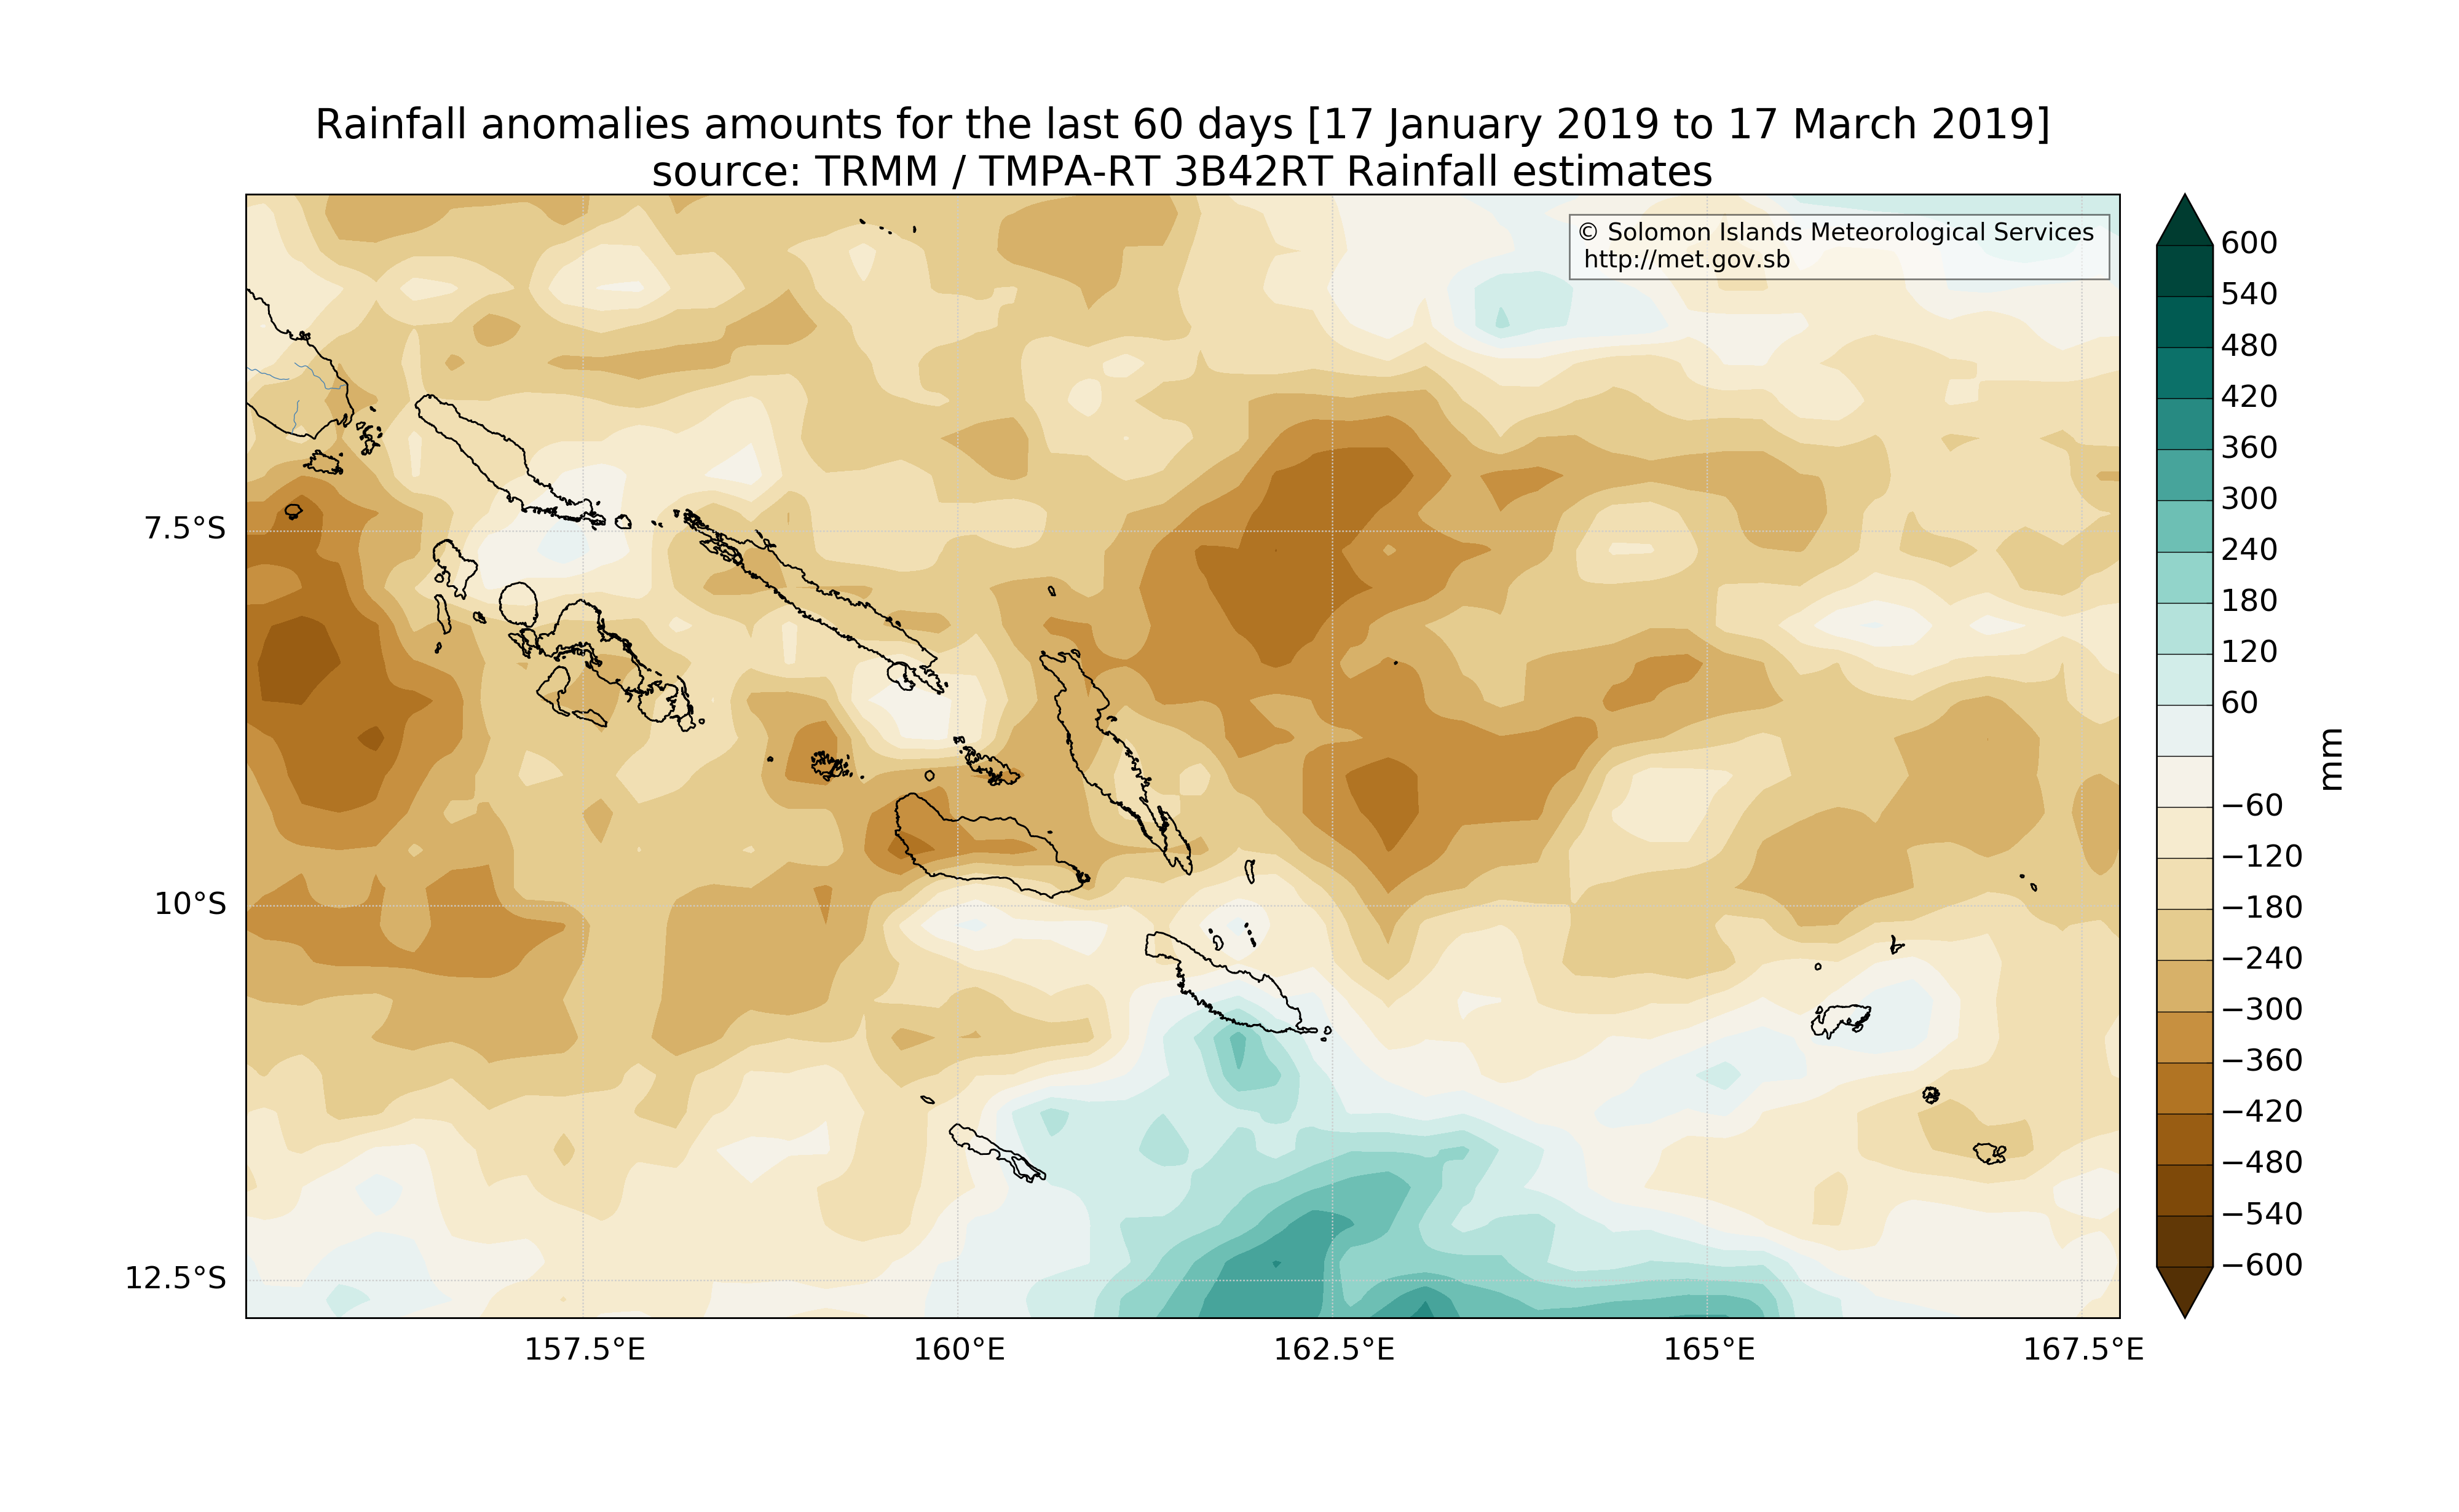 Rainfall anomalies amounts for the last 60 days [17 January 2019 to 17 March 2019]
source: TRMM / TMPA-RT 3B42RT Rainfall estimates
© Solomon Islands Meteorological Services
http://met.gov.sb
7.5°S
10°S
12.5°S
157.5°E
160°E
162.5°E
165°E
167.5°E
600
540
480
420
360
300
240
180
120
60
−60
−120
−180
−240
−300
−360
−420
−480
−540
−600
mm